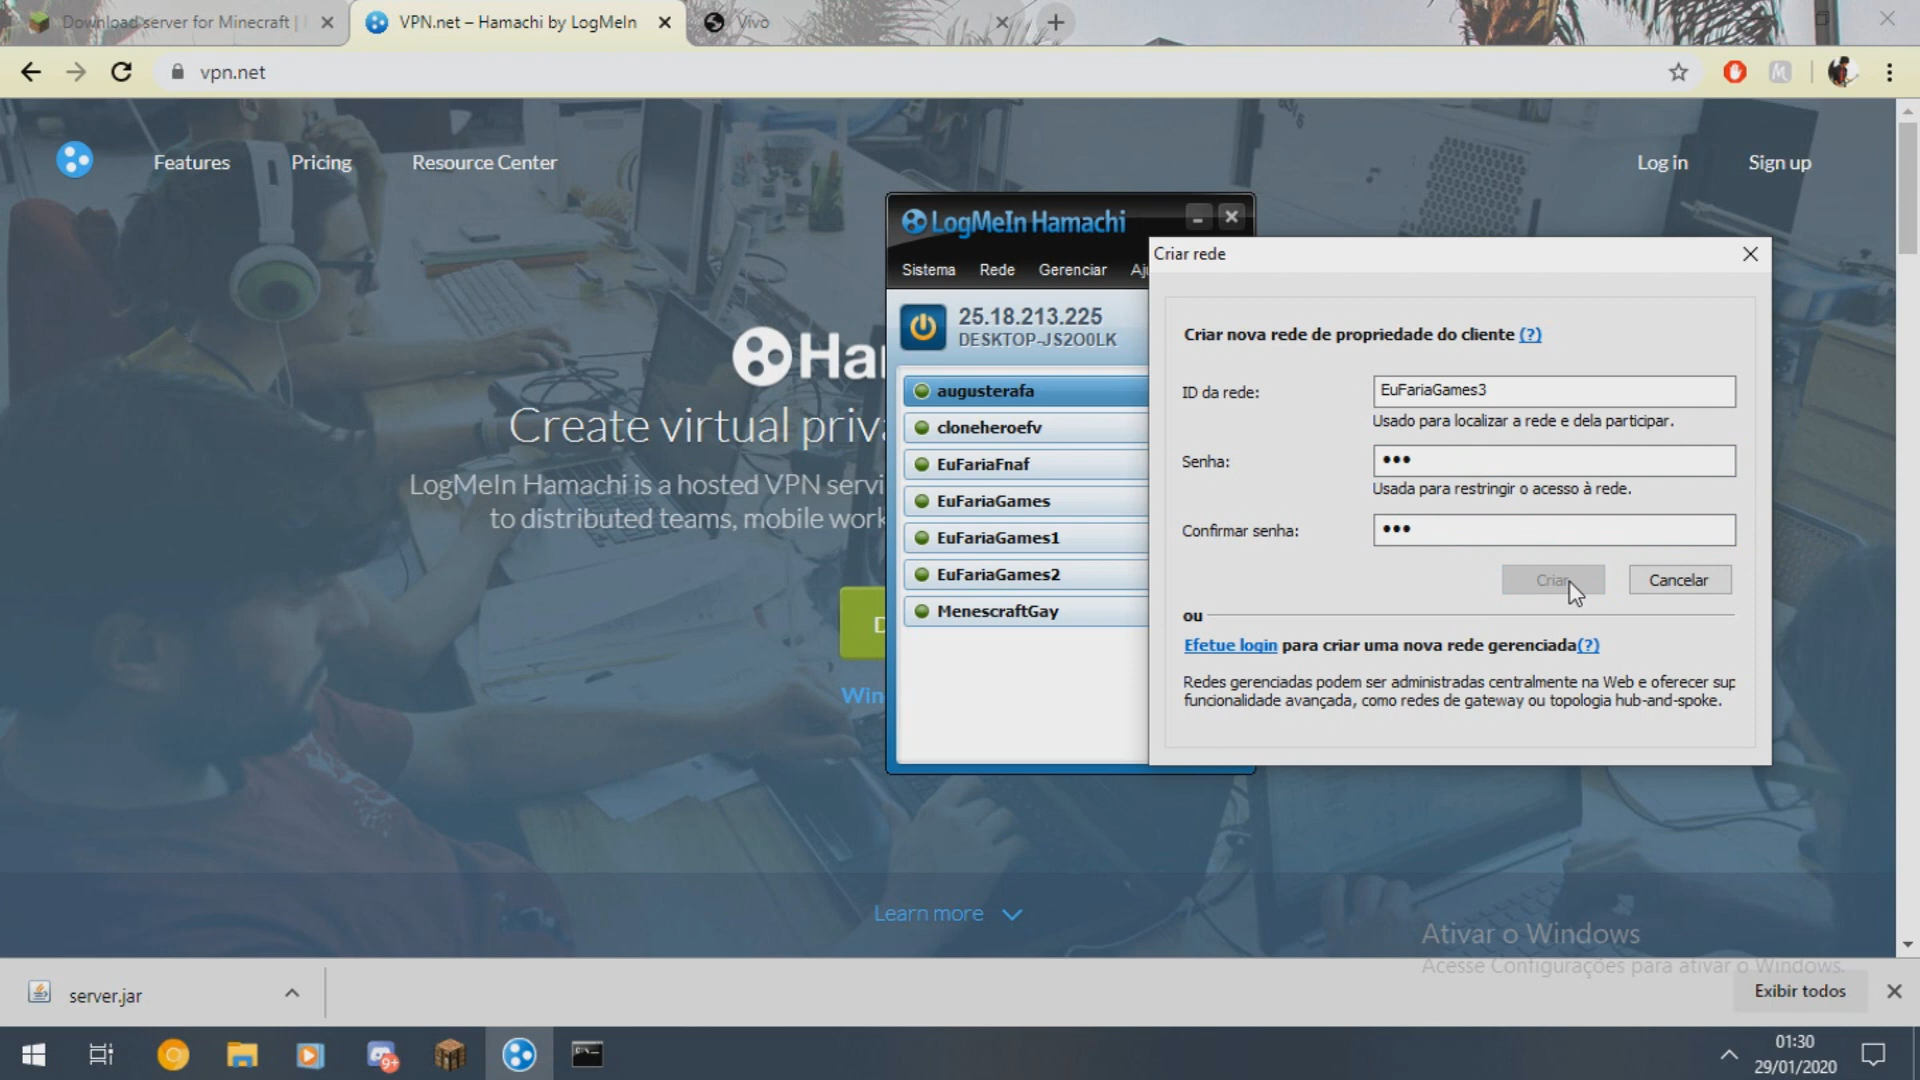 Download server for Minecraft |
VPN.net – Hamachi by LogMeIn
Vivo
vpn.net
Features
Pricing
Resource Center
Log in
Sign up
Ha
Create virtual priva
LogMeIn Hamachi is a hosted VPN servi
to distributed teams, mobile work
D
Win
Learn more
LogMeIn Hamachi
Sistema Rede Gerenciar Aju
25.18.213.225
DESKTOP-JS2O0LK
augusterafa
cloneheroefv
EuFariaFnaf
EuFariaGames
EuFariaGames1
EuFariaGames2
MenescraftGay
Criar rede
Criar nova rede de propriedade do cliente (?)
ID da rede:
EuFariaGames3
Usado para localizar a rede e dela participar.
Senha:
•••
Usada para restringir o acesso à rede.
Confirmar senha:
•••
Criar
Cancelar
ou
Efetue login para criar uma nova rede gerenciada(?)
Redes gerenciadas podem ser administradas centralmente na Web e oferecer sup
funcionalidade avançada, como redes de gateway ou topologia hub-and-spoke.
Ativar o Windows
Acesse Configurações para ativar o Windows.
server.jar
Exibir todos
9+
01:30
29/01/2020